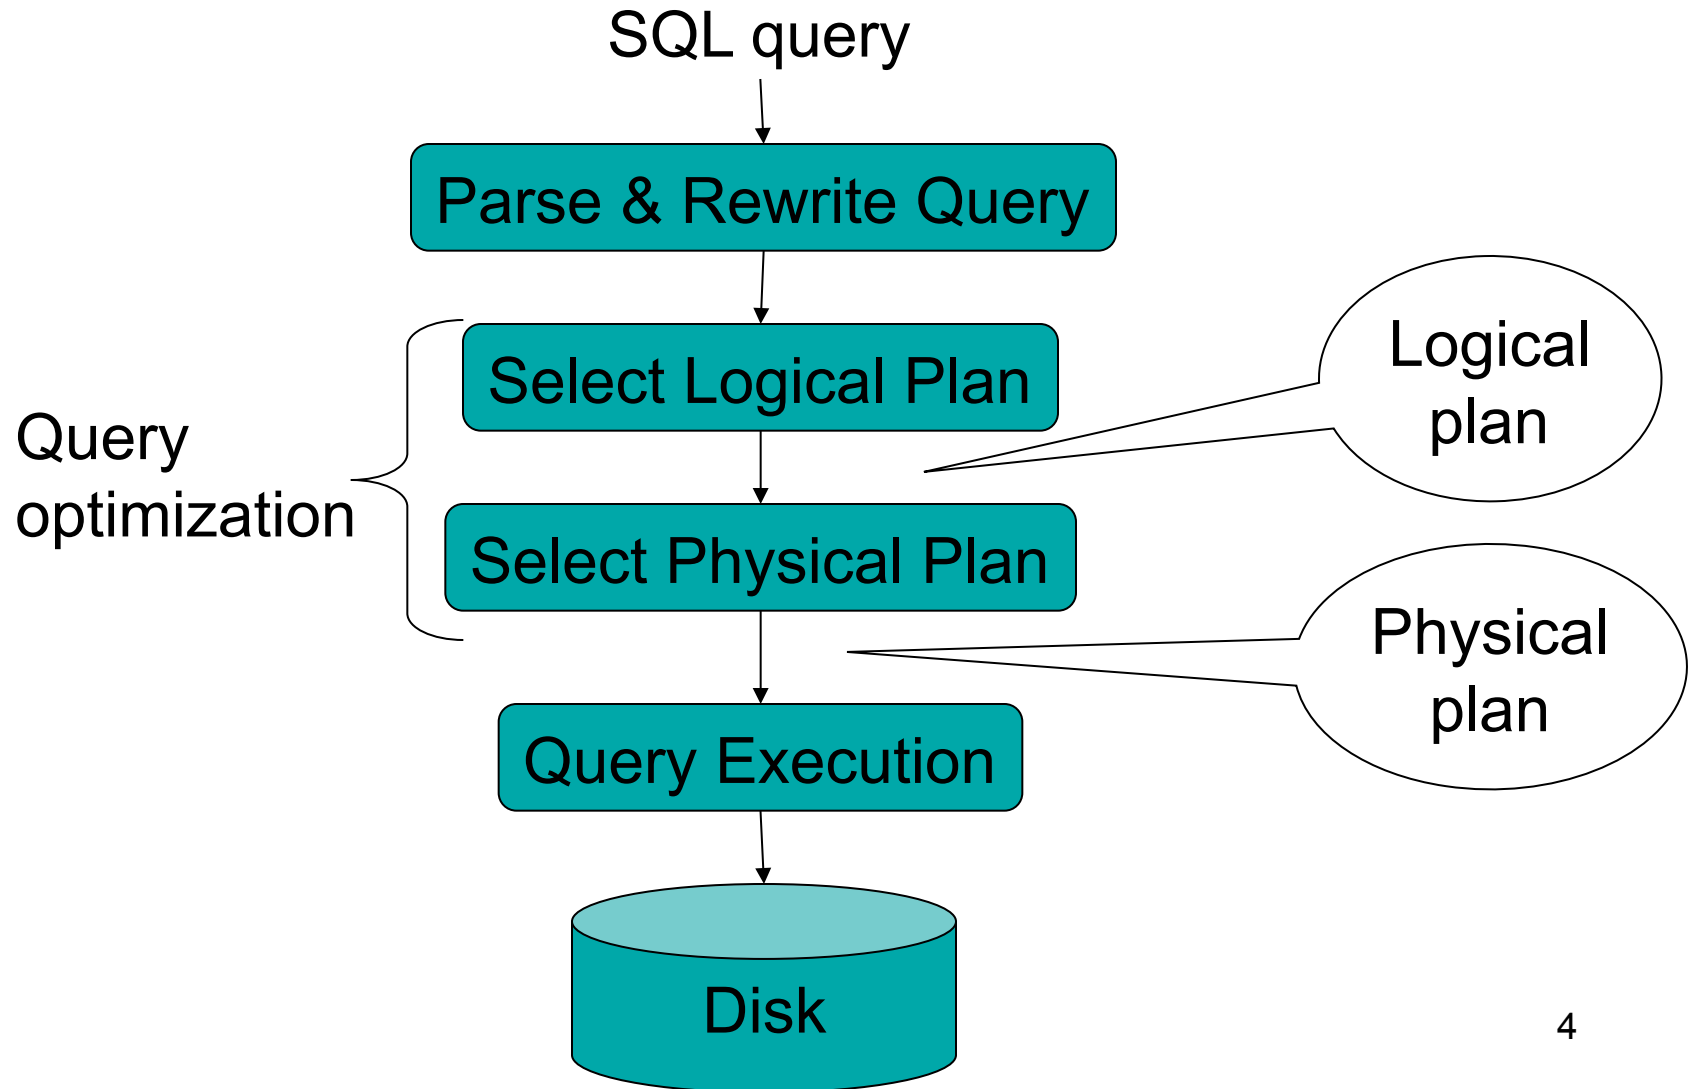 SQL query
Parse & Rewrite Query
Select Logical Plan
Logical
plan
Query
optimization
Select Physical Plan
Physical
plan
Query Execution
Disk
4